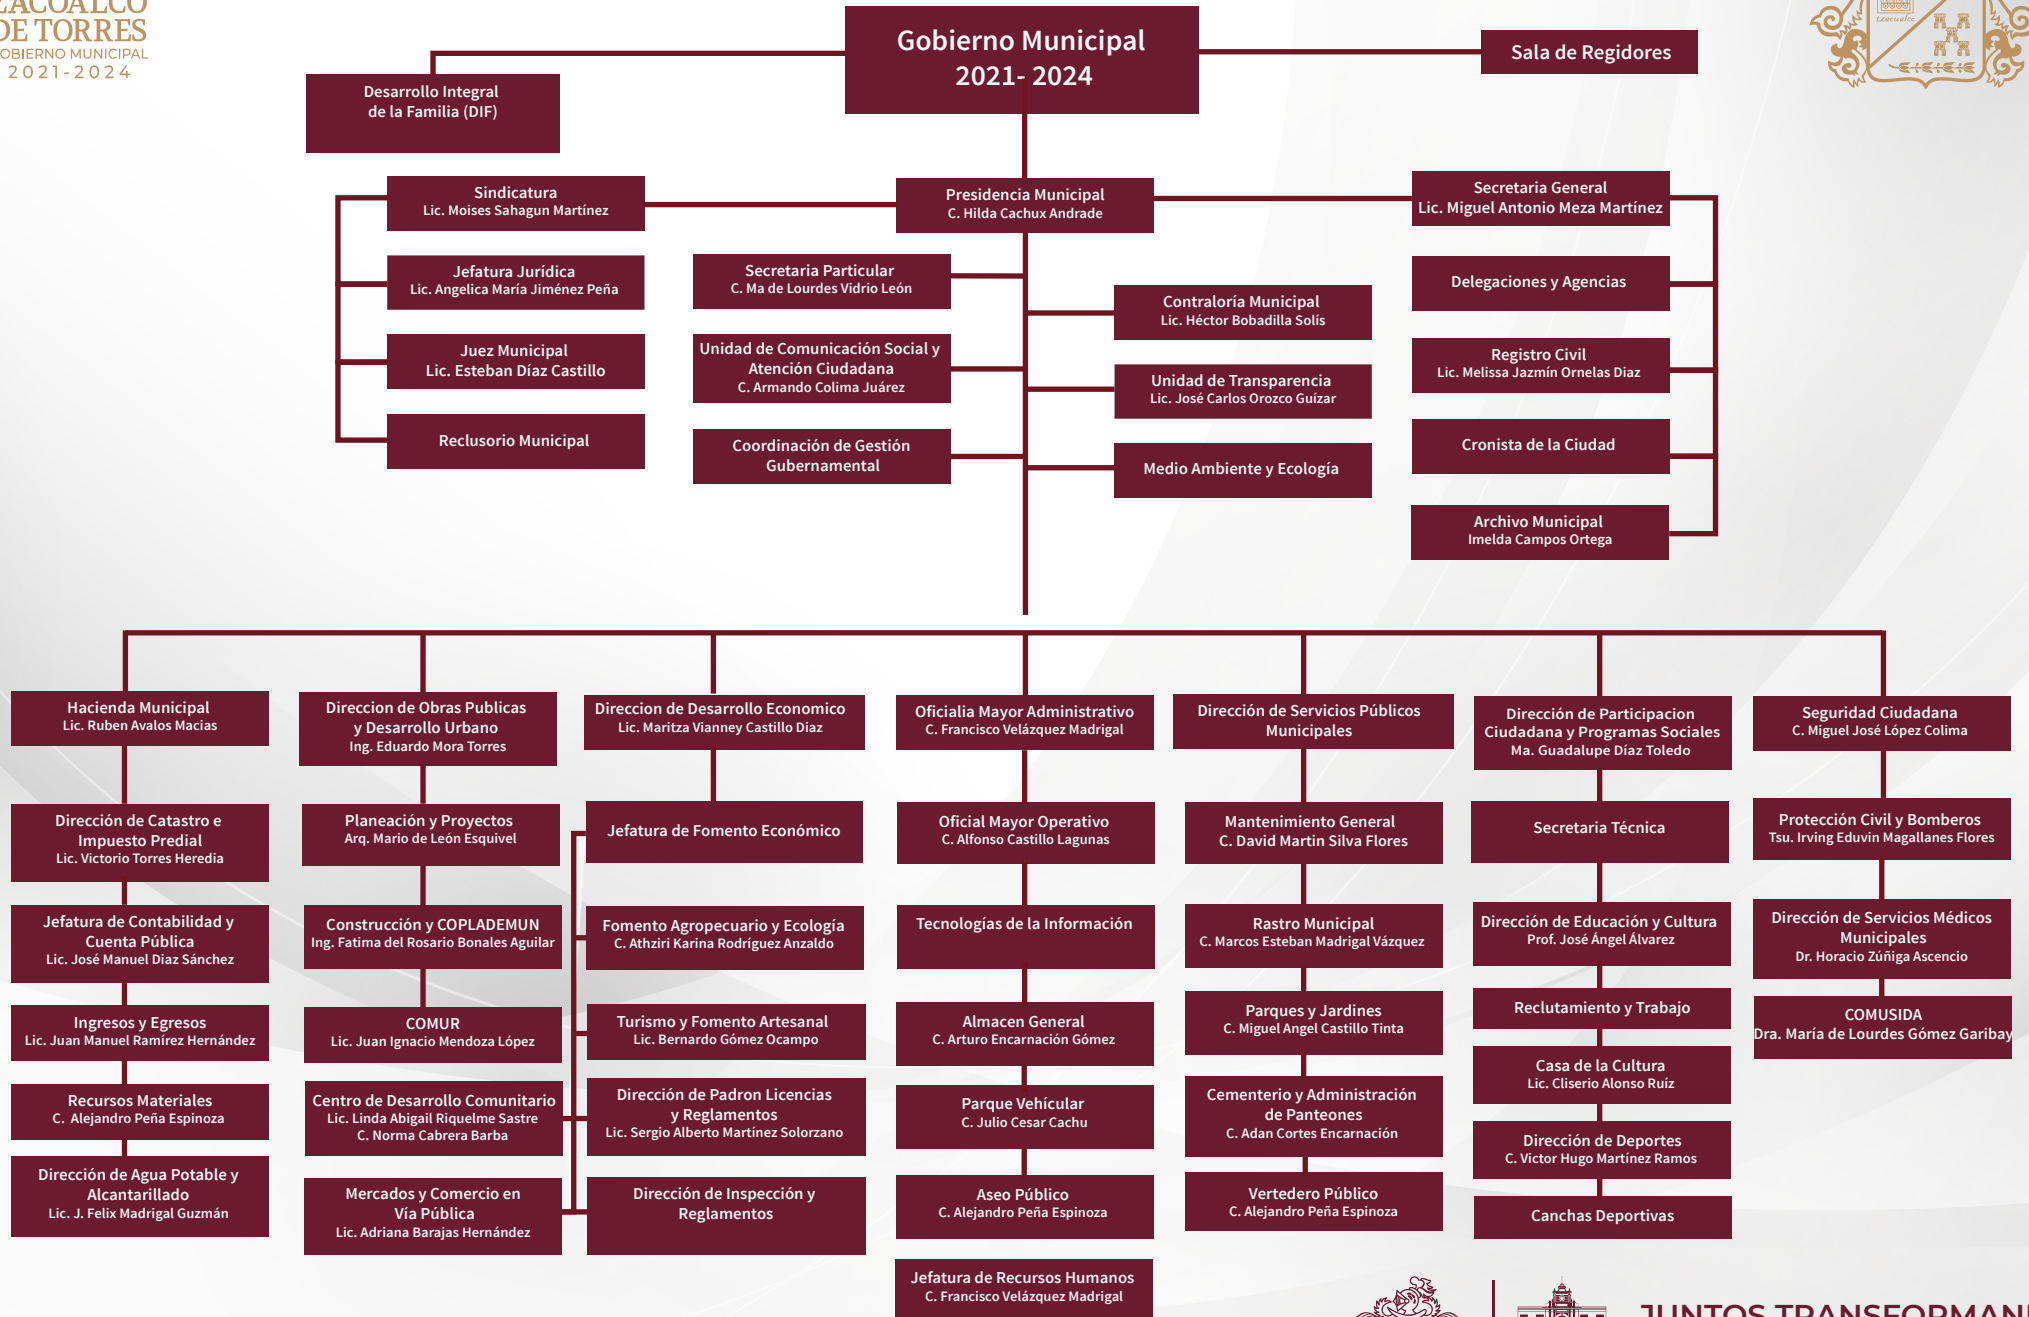 DE TORRES
GOBIERNO MUNICIPAL
2021-2024
Gobierno Municipal
2021- 2024
Sala de Regidores
Desarrollo Integral
de la Familia (DIF)
Sindicatura
Lic. Moises Sahagun Martínez
Presidencia Municipal
C. Hilda Cachux Andrade
Secretaria General
Lic. Miguel Antonio Meza Martínez
Jefatura Jurídica
Lic. Angelica María Jiménez Peña
Juez Municipal
Lic. Esteban Díaz Castillo
Reclusorio Municipal
Secretaria Particular
C. Ma de Lourdes Vidrio León
Unidad de Comunicación Social y
Atención Ciudadana
C. Armando Colima Juárez
Coordinación de Gestión
Gubernamental
Contraloría Municipal
Lic. Héctor Bobadilla Solís
Unidad de Transparencia
Lic. José Carlos Orozco Guízar
Medio Ambiente y Ecología
Delegaciones y Agencias
Registro Civil
Lic. Melissa Jazmín Ornelas Diaz
Cronista de la Ciudad
Archivo Municipal
Imelda Campos Ortega
Hacienda Municipal
Lic. Ruben Avalos Macias
Dirección de Catastro e
Impuesto Predial
Lic. Victorio Torres Heredia
Jefatura de Contabilidad y
Cuenta Pública
Lic. José Manuel Diaz Sánchez
Ingresos y Egresos
Lic. Juan Manuel Ramírez Hernández
Recursos Materiales
C. Alejandro Peña Espinoza
Dirección de Agua Potable y
Alcantarillado
Lic. J. Felix Madrigal Guzmán
Direccion de Obras Publicas
y Desarrollo Urbano
Ing. Eduardo Mora Torres
Planeación y Proyectos
Arq. Mario de León Esquivel
Construcción y COPLADEMUN
Ing. Fatima del Rosario Bonales Aguilar
COMUR
Lic. Juan Ignacio Mendoza López
Centro de Desarrollo Comunitario
Lic. Linda Abigail Riquelme Sastre
C. Norma Cabrera Barba
Mercados y Comercio en
Vía Pública
Lic. Adriana Barajas Hernández
Direccion de Desarrollo Economico
Lic. Maritza Vianney Castillo Diaz
Jefatura de Fomento Económico
Fomento Agropecuario y Ecología
C. Athziri Karina Rodríguez Anzaldo
Turismo y Fomento Artesanal
Lic. Bernardo Gómez Ocampo
Dirección de Padron Licencias
y Reglamentos
Lic. Sergio Alberto Martínez Solorzano
Dirección de Inspección y
Reglamentos
Oficialia Mayor Administrativo
C. Francisco Velázquez Madrigal
Oficial Mayor Operativo
C. Alfonso Castillo Lagunas
Tecnologías de la Información
Almacen General
C. Arturo Encarnación Gómez
Parque Vehícular
C. Julio Cesar Cachu
Aseo Público
C. Alejandro Peña Espinoza
Jefatura de Recursos Humanos
C. Francisco Velázquez Madrigal
Dirección de Servicios Públicos
Municipales
Mantenimiento General
C. David Martin Silva Flores
Rastro Municipal
C. Marcos Esteban Madrigal Vázquez
Parques y Jardines
C. Miguel Angel Castillo Tinta
Cementerio y Administración
de Panteones
C. Adan Cortes Encarnación
Vertedero Público
C. Alejandro Peña Espinoza
Dirección de Participacion
Ciudadana y Programas Sociales
Ma. Guadalupe Díaz Toledo
Secretaria Técnica
Dirección de Educación y Cultura
Prof. José Ángel Álvarez
Reclutamiento y Trabajo
Casa de la Cultura
Lic. Cliserio Alonso Ruíz
Dirección de Deportes
C. Victor Hugo Martínez Ramos
Canchas Deportivas
Seguridad Ciudadana
C. Miguel José López Colima
Protección Civil y Bomberos
Tsu. Irving Eduvin Magallanes Flores
Dirección de Servicios Médicos
Municipales
Dr. Horacio Zúñiga Ascencio
COMUSIDA
Dra. María de Lourdes Gómez Garibay
JUNTOS